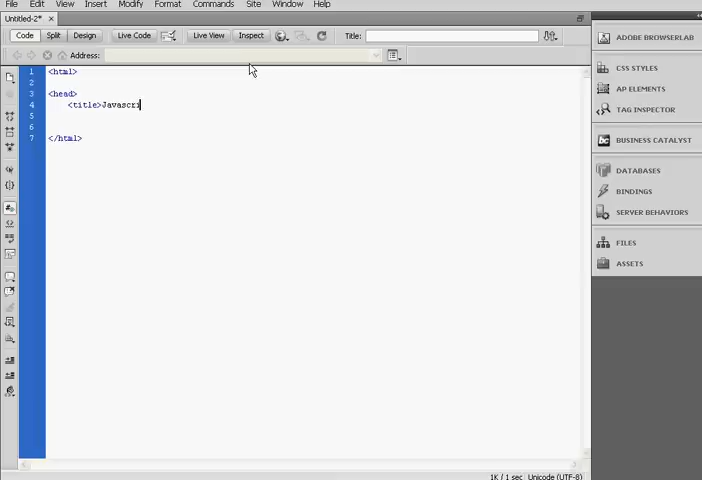 File Edit View Insert Modify Format Commands Site Window Help
Untitled-2* ×
Code Split Design Live Code Live View Inspect Title:
Address:
1 <html>
2
3 <head>
4 <title>Javascri
5
6
7 </html>
ADOBE BROWSERLAB
CSS STYLES
AP ELEMENTS
TAG INSPECTOR
BUSINESS CATALYST
DATABASES
BINDINGS
SERVER BEHAVIORS
FILES
ASSETS
1K / 1 sec Unicode (UTF-8)